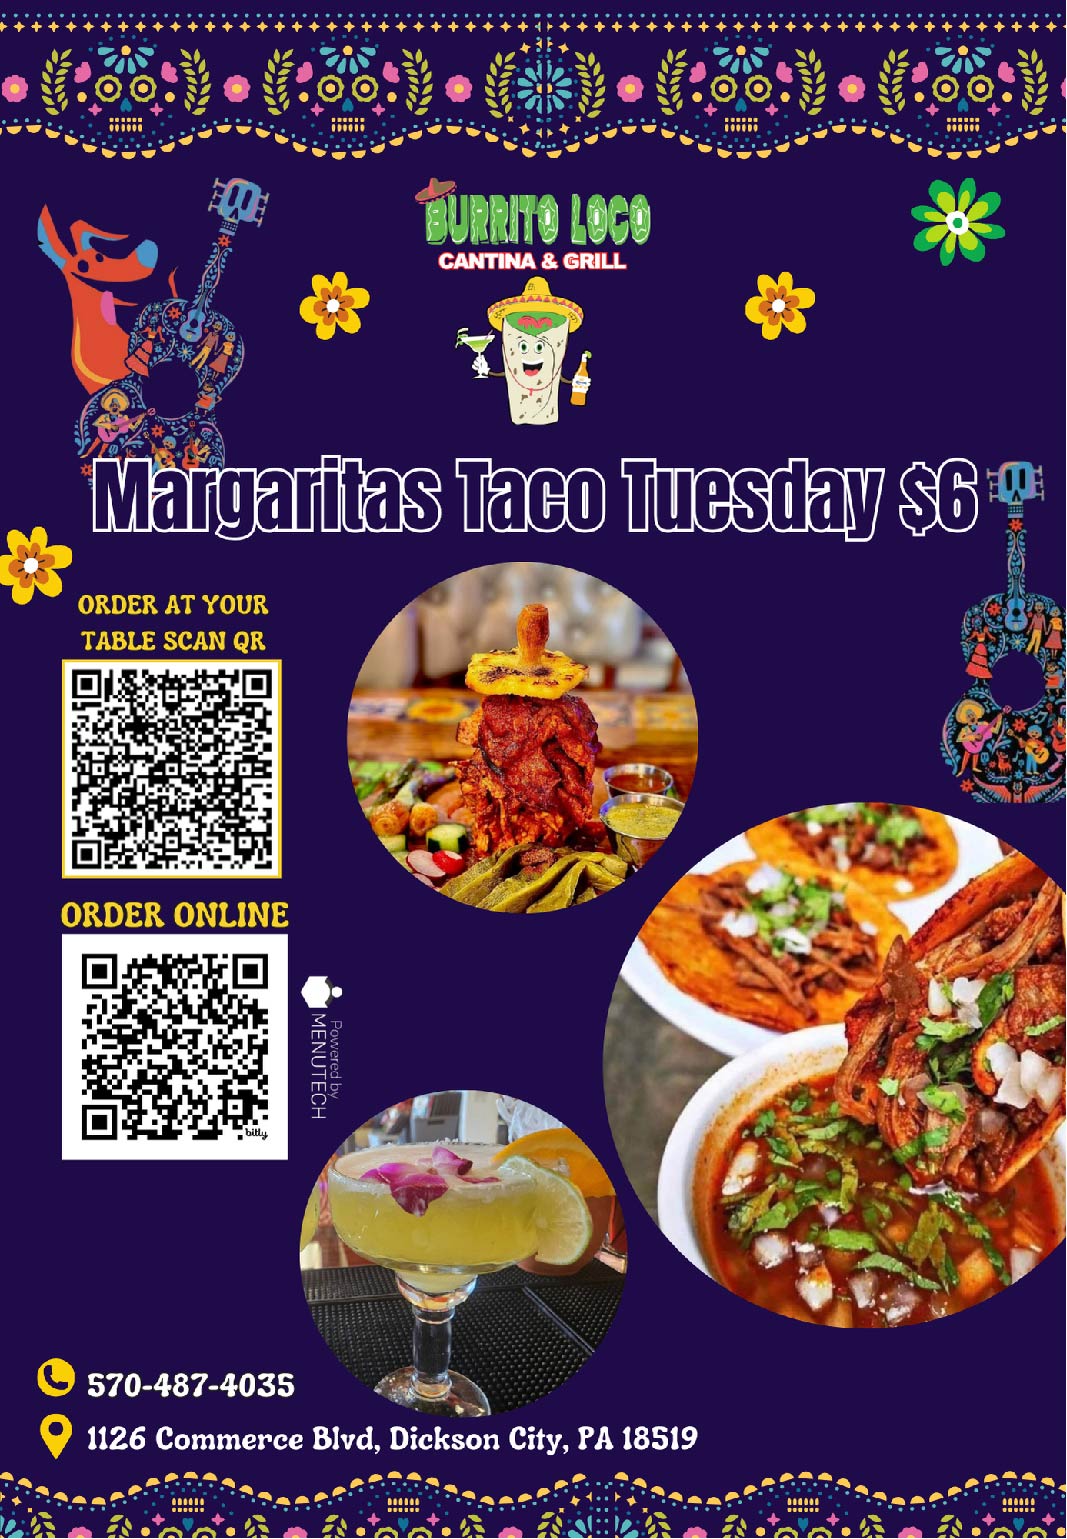 BURRITO LOCO
CANTINA & GRILL
Margaritas Taco Tuesday $6
ORDER AT YOUR
TABLE SCAN QR
ORDER ONLINE
Powered by
MENUTECH
bitly
570-487-4035
1126 Commerce Blvd, Dickson City, PA 18519